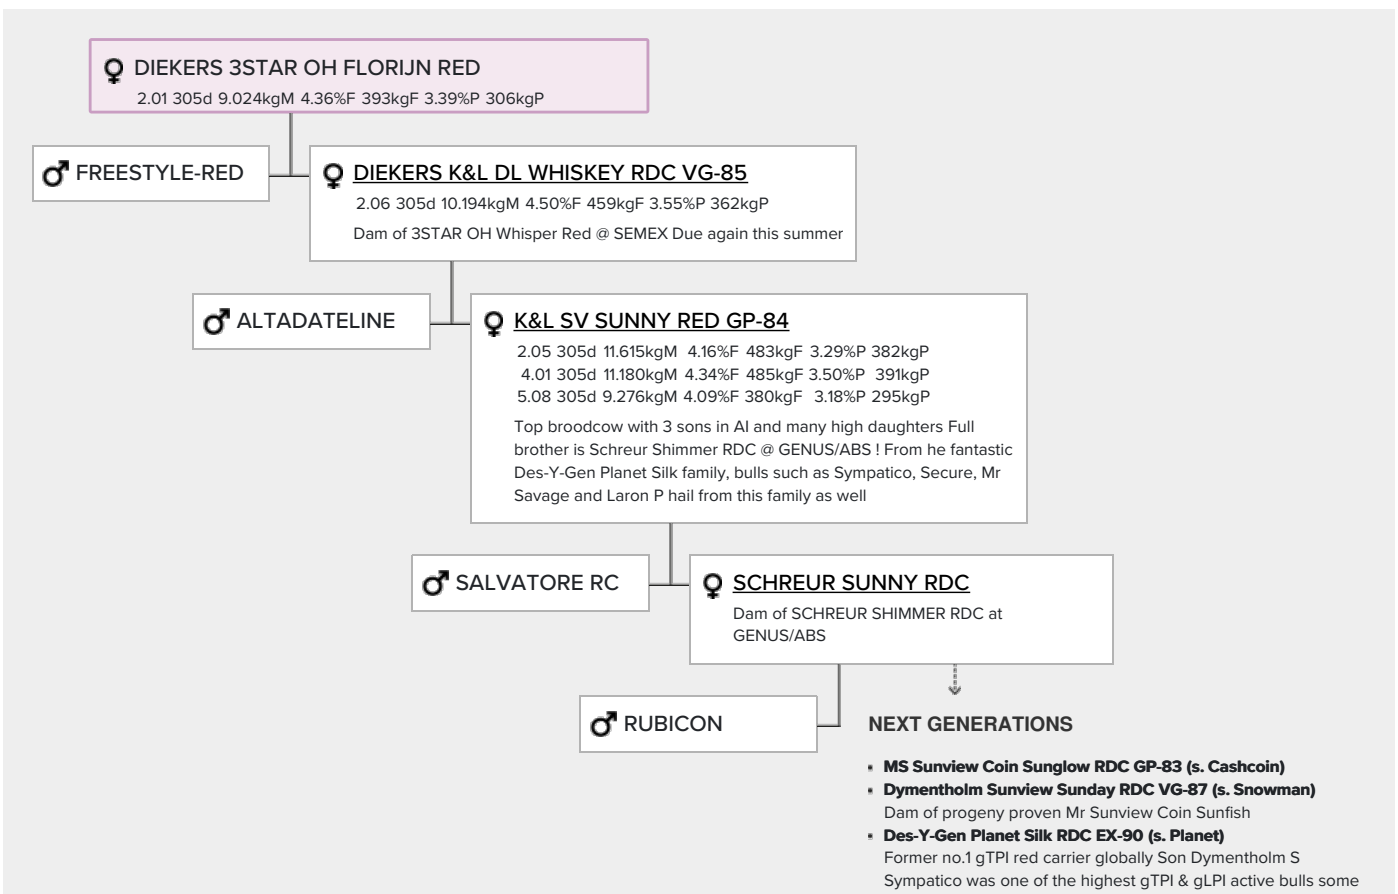 DIEKERS 3STAR OH FLORIJN RED
2.01 305d 9.024kgM 4.36%F 393kgF 3.39%P 306kgP
FREESTYLE-RED
DIEKERS K&L DL WHISKEY RDC VG-85
2.06 305d 10.194kgM 4.50%F 459kgF 3.55%P 362kgP
Dam of 3STAR OH Whisper Red @ SEMEX Due again this summer
ALTADATELINE
K&L SV SUNNY RED GP-84
2.05 305d 11.615kgM 4.16%F 483kgF 3.29%P 382kgP
4.01 305d 11.180kgM 4.34%F 485kgF 3.50%P 391kgP
5.08 305d 9.276kgM 4.09%F 380kgF 3.18%P 295kgP
Top broodcow with 3 sons in AI and many high daughters Full
brother is Schreur Shimmer RDC @ GENUS/ABS ! From he fantastic
Des-Y-Gen Planet Silk family, bulls such as Sympatico, Secure, Mr
Savage and Laron P hail from this family as well
SALVATORE RC
SCHREUR SUNNY RDC
Dam of SCHREUR SHIMMER RDC at
GENUS/ABS
RUBICON
NEXT GENERATIONS
▪ MS Sunview Coin Sunglow RDC GP-83 (s. Cashcoin)
▪ Dymentholm Sunview Sunday RDC VG-87 (s. Snowman)
Dam of progeny proven Mr Sunview Coin Sunfish
▪ Des-Y-Gen Planet Silk RDC EX-90 (s. Planet)
Former no.1 gTPI red carrier globally Son Dymentholm S
Sympatico was one of the highest gTPI & gLPI active bulls some